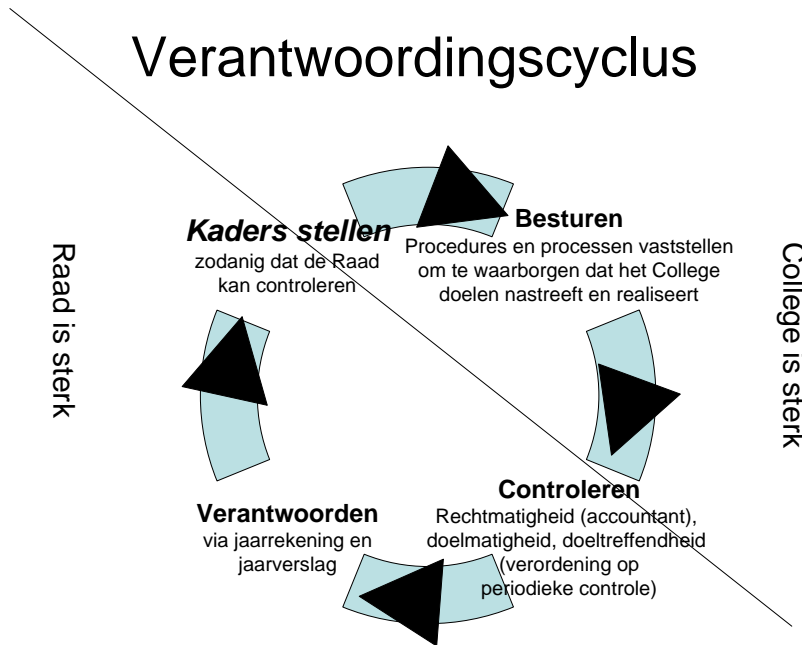 Verantwoordingscyclus
Raad is sterk
Kaders stellen
zodanig dat de Raad
kan controleren
Besturen
Procedures en processen vaststellen
om te waarborgen dat het College
doelen nastreeft en realiseert
College is sterk
Verantwoorden
via jaarrekening en
jaarverslag
Controleren
Rechtmatigheid (accountant),
doelmatigheid, doeltreffendheid
(verordening op
periodieke controle)